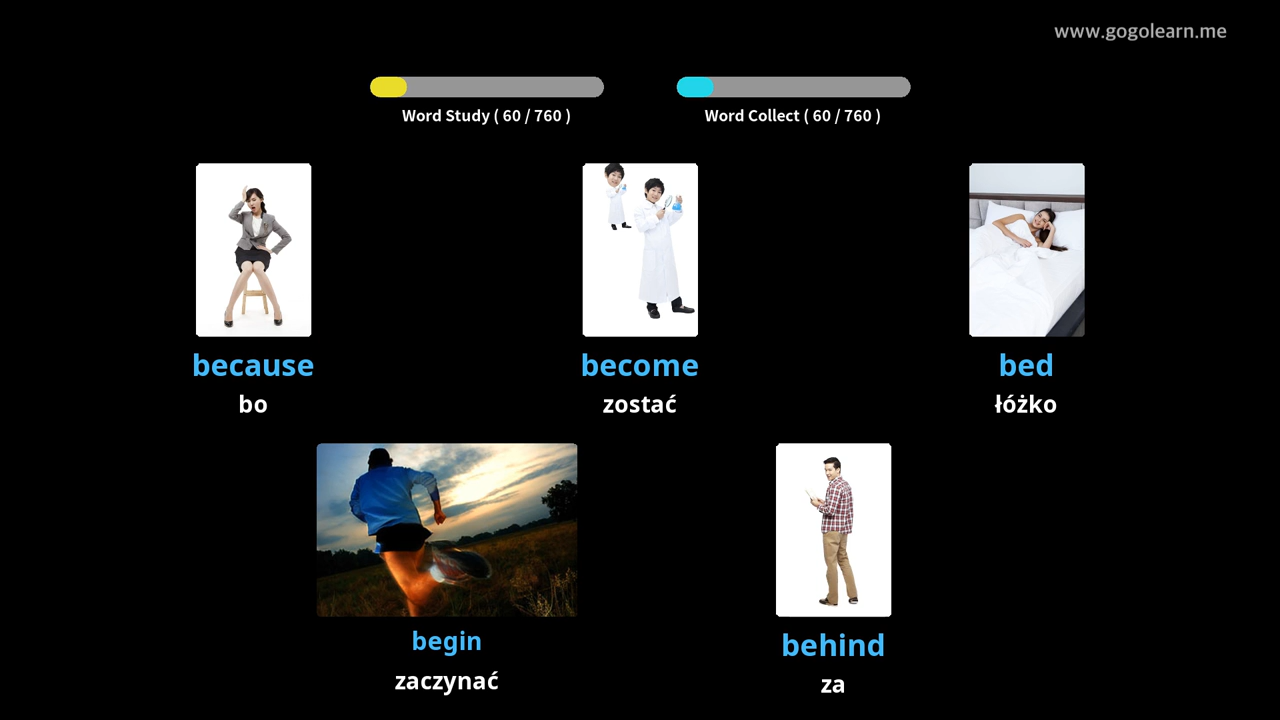 www.gogolearn.me
Word Study ( 60 / 760 )
Word Collect ( 60 / 760 )
because
bo
become
zostać
bed
łóżko
begin
zaczynać
behind
za